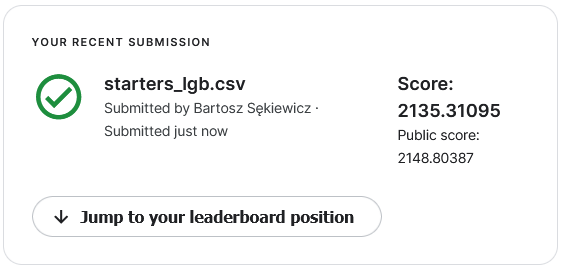 YOUR RECENT SUBMISSION
starters_lgb.csv
Submitted by Bartosz Sękiewicz ·
Submitted just now
Score:
2135.31095
Public score:
2148.80387
Jump to your leaderboard position